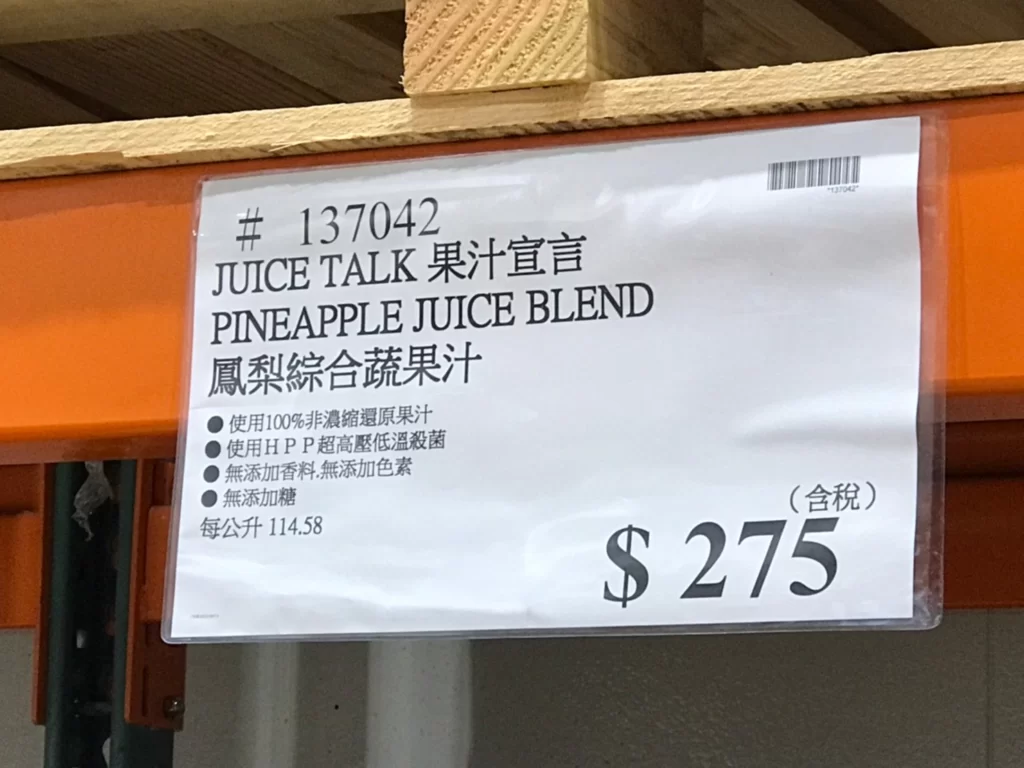 *137042*
# 137042
JUICE TALK 果汁宣言
PINEAPPLE JUICE BLEND
鳳梨綜合蔬果汁
● 使用100%非濃縮還原果汁
● 使用ＨＰＰ超高壓低溫殺菌
● 無添加香料.無添加色素
● 無添加糖
每公升 114.58
（含稅）
$ 275